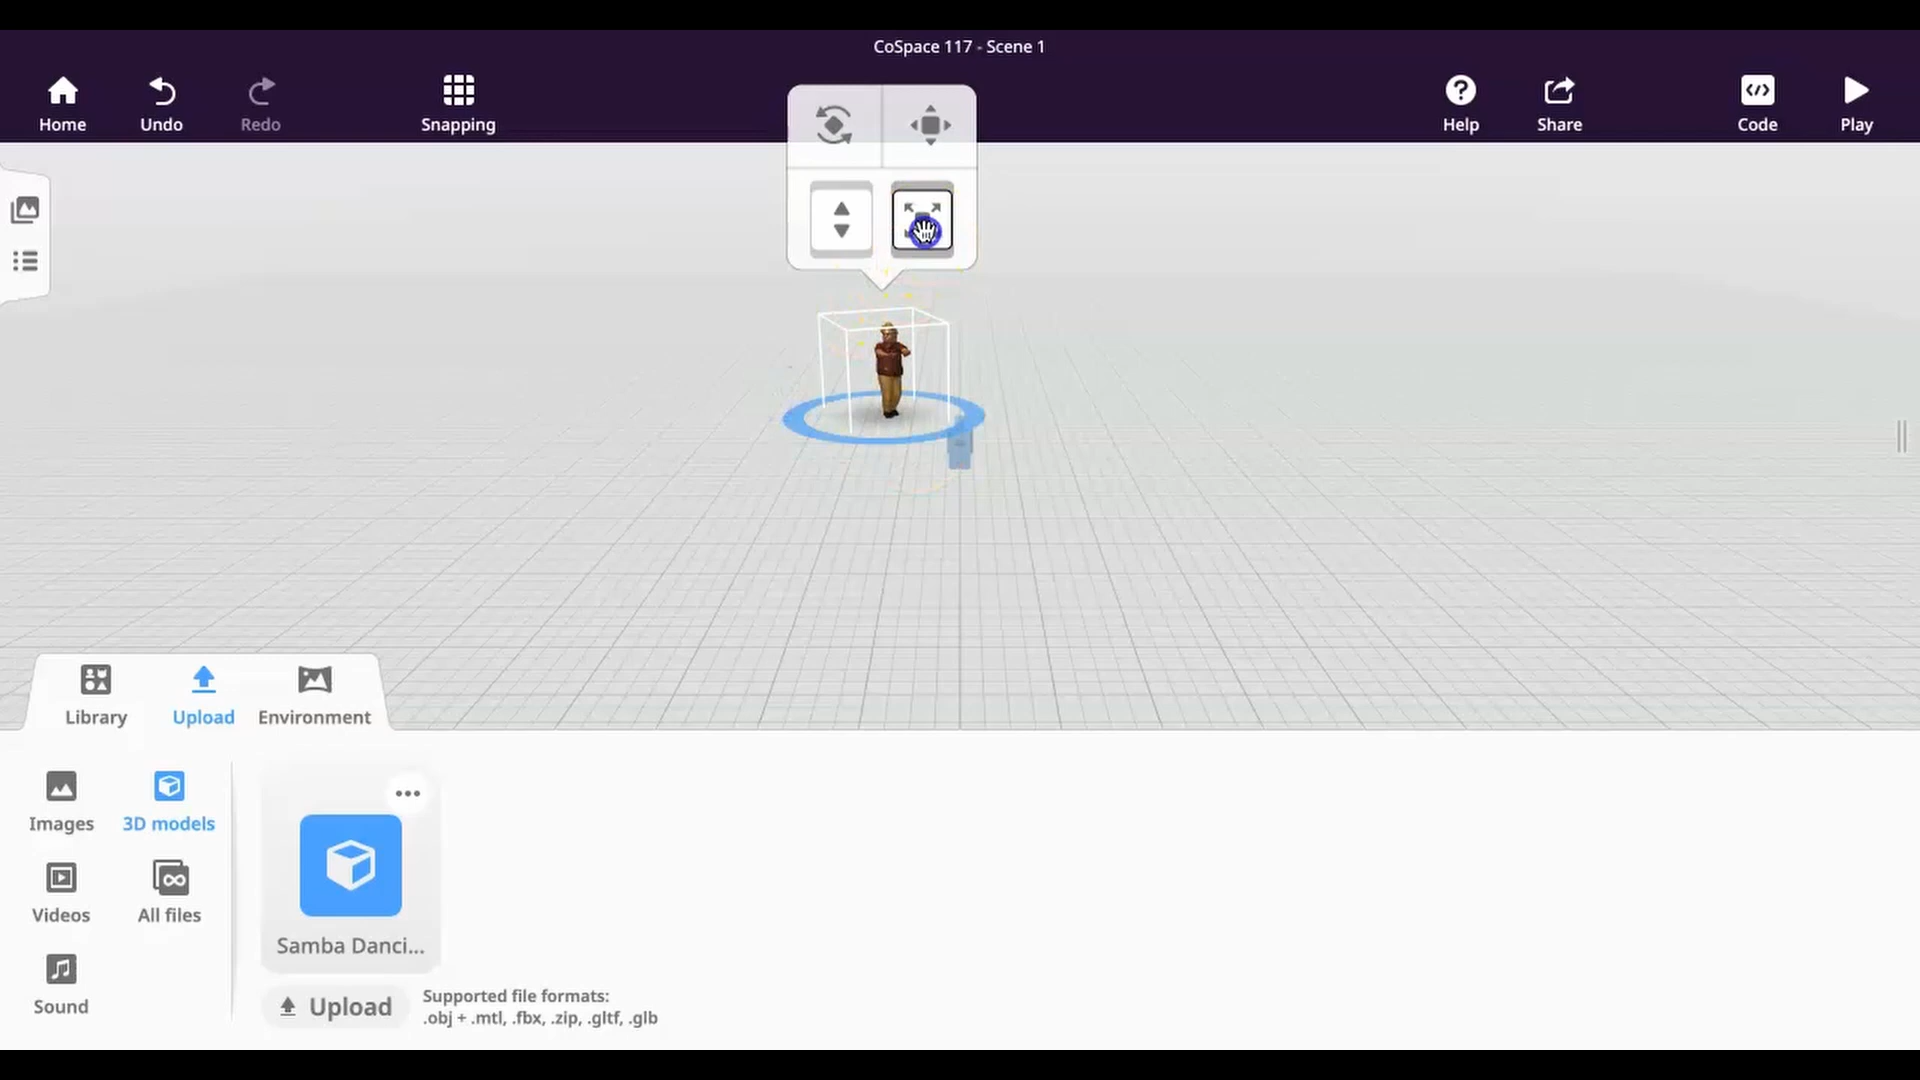 CoSpace 117 - Scene 1
Home
Undo
Redo
Snapping
Help
Share
Code
Play
Library
Upload
Environment
Images
3D models
Videos
All files
Sound
Samba Danci...
Upload
Supported file formats:
.obj + .mtl, .fbx, .zip, .gltf, .glb